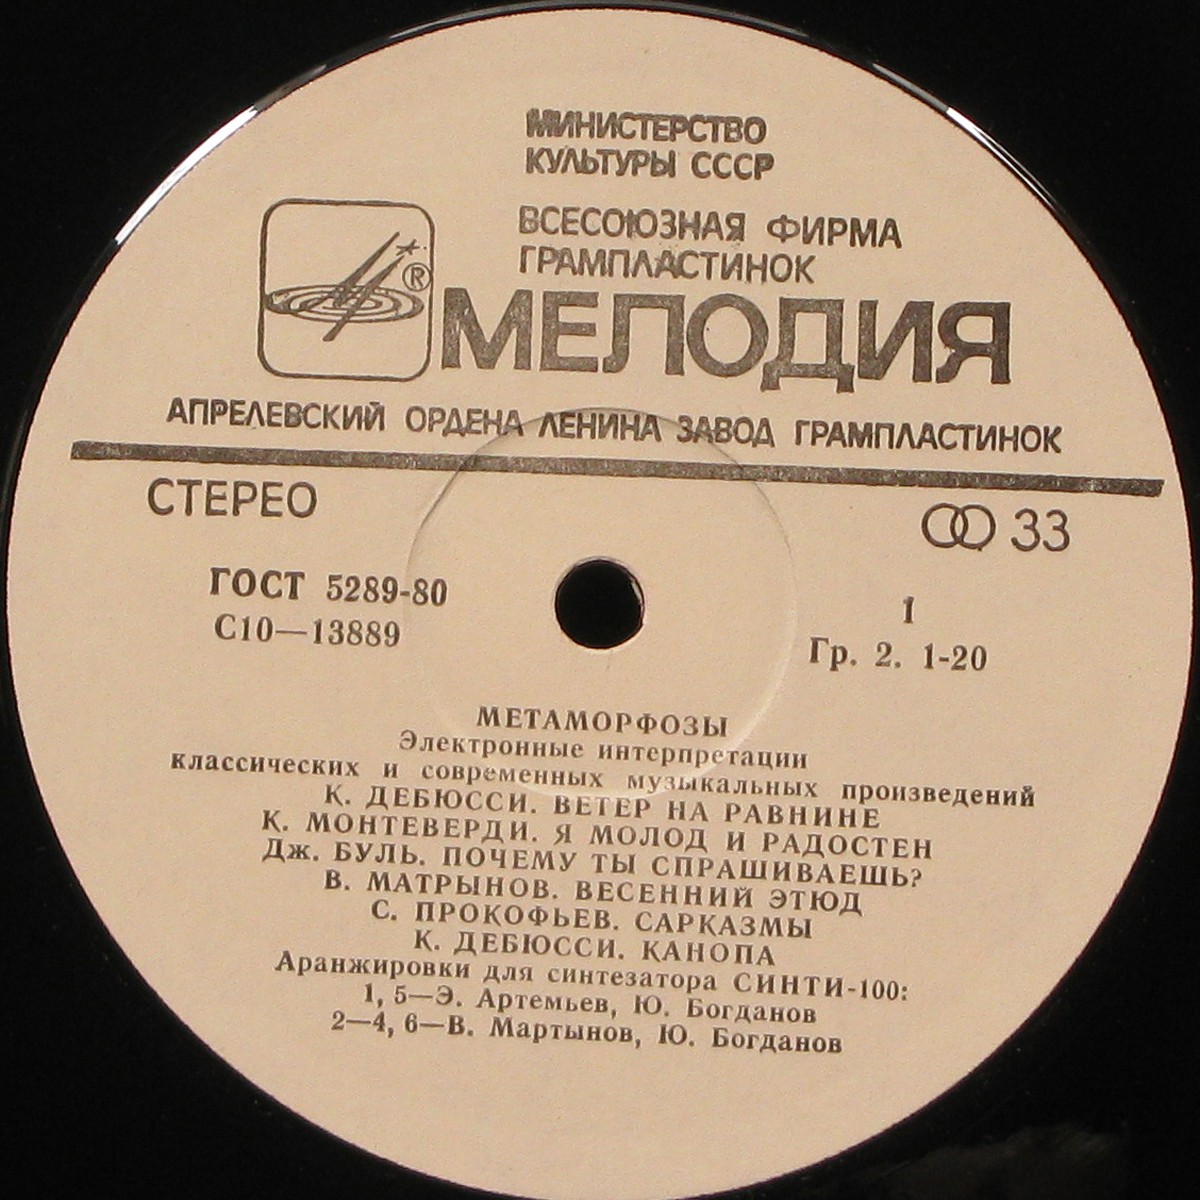 МИНИСТЕРСТВО
КУЛЬТУРЫ СССР
ВСЕСОЮЗНАЯ ФИРМА
ГРАМПЛАСТИНОК
®
МЕЛОДИЯ
АПРЕЛЕВСКИЙ ОРДЕНА ЛЕНИНА ЗАВОД ГРАМПЛАСТИНОК
СТЕРЕО
33
ГОСТ 5289-80
С10—13889
1
Гр. 2. 1-20
МЕТАМОРФОЗЫ
Электронные интерпретации
классических и современных музыкальных произведений
К. ДЕБЮССИ. ВЕТЕР НА РАВНИНЕ
К. МОНТЕВЕРДИ. Я МОЛОД И РАДОСТЕН
Дж. БУЛЬ. ПОЧЕМУ ТЫ СПРАШИВАЕШЬ?
В. МАТРЫНОВ. ВЕСЕННИЙ ЭТЮД
С. ПРОКОФЬЕВ. САРКАЗМЫ
К. ДЕБЮССИ. КАНОПА
Аранжировки для синтезатора СИНТИ-100:
1, 5—Э. Артемьев, Ю. Богданов
2—4, 6—В. Мартынов, Ю. Богданов